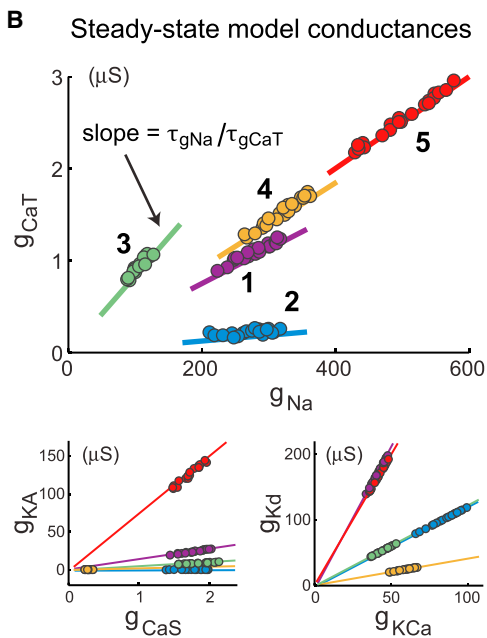 B
Steady-state model conductances
(μS)
slope = τgNa/τgCaT
gCaT
3
2
1
0
5
4
3
1
2
0
200
400
600
gNa
(μS)
gKA
150
100
50
0
0
1
2
gCaS
(μS)
gKd
200
100
0
0
50
100
gKCa